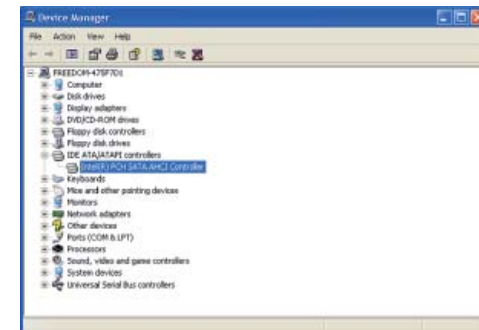 Device Manager
File Action View Help
FREEDOM-475F7D1
Computer
Disk drives
Display adapters
DVD/CD-ROM drives
Floppy disk controllers
Floppy disk drives
IDE ATA/ATAPI controllers
Intel(R) PCH SATA AHCI Controller
Keyboards
Mice and other pointing devices
Monitors
Network adapters
Other devices
Ports (COM & LPT)
Processors
Sound, video and game controllers
System devices
Universal Serial Bus controllers